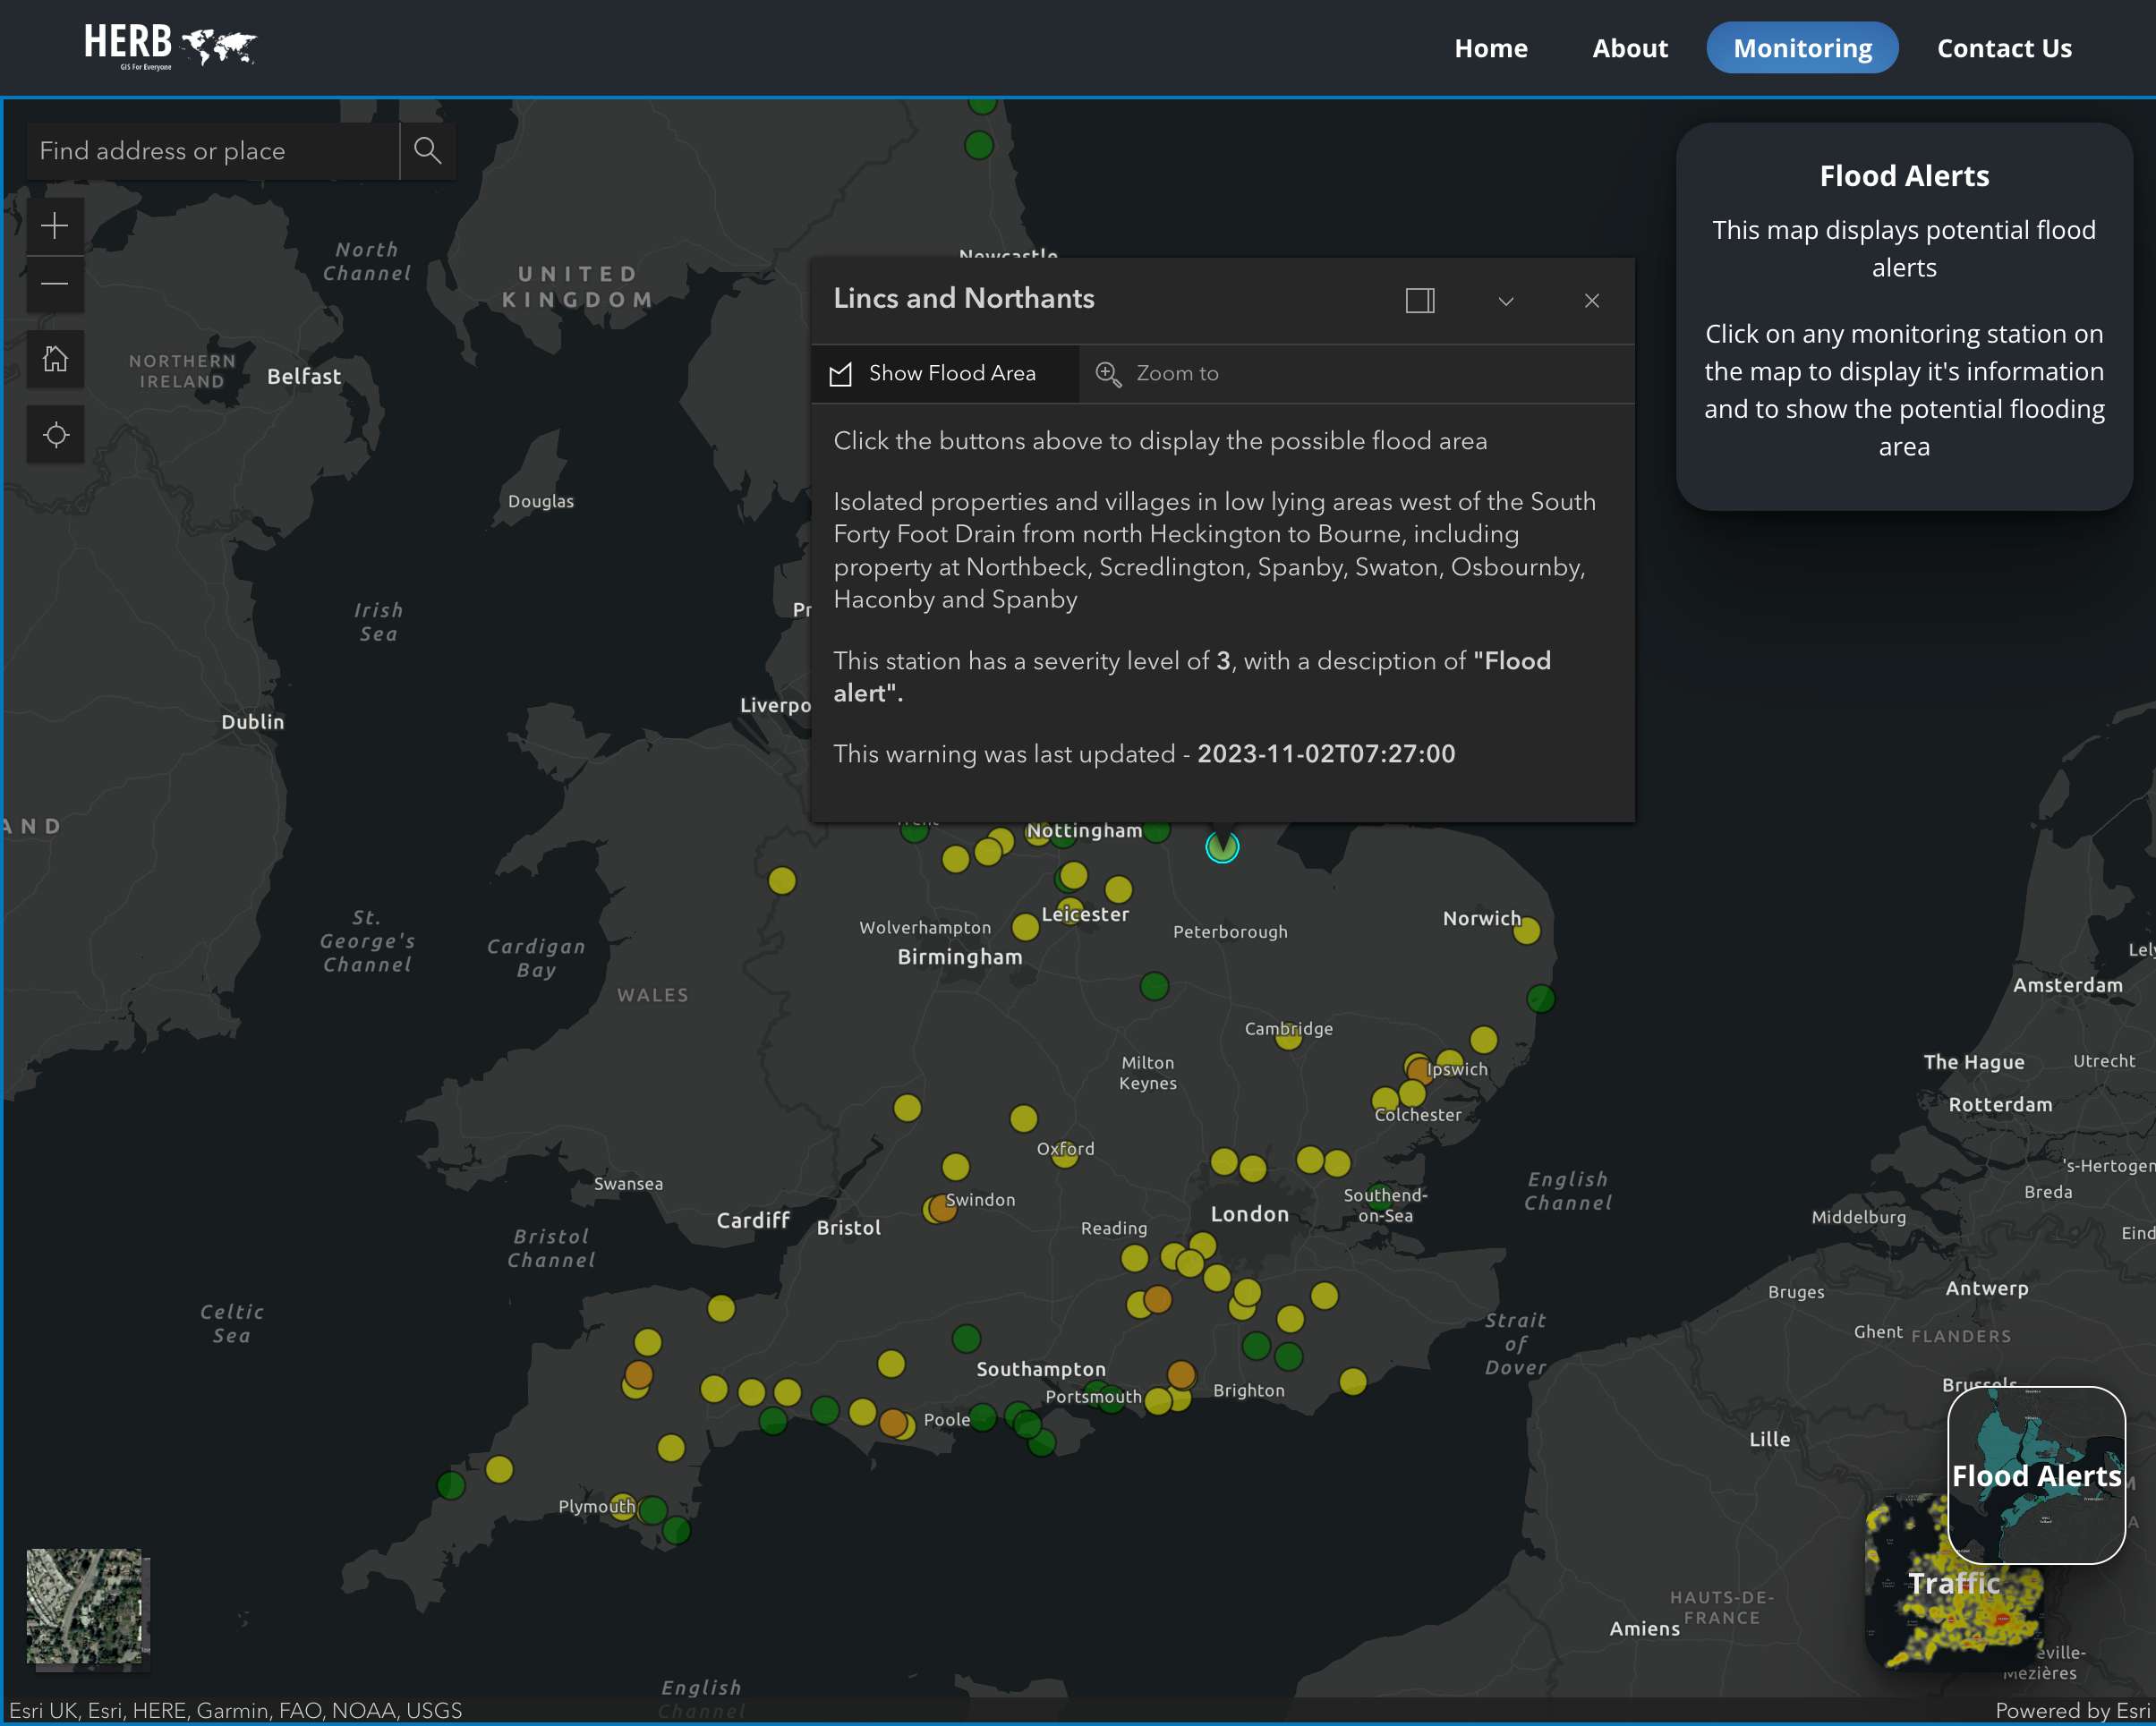 HERB
GIS For Everyone
Home
About
Monitoring
Contact Us
Find address or place
Flood Alerts
This map displays potential flood
alerts
Click on any monitoring station on
the map to display it's information
and to show the potential flooding
area
Newcastle
Lincs and Northants
Show Flood Area
Zoom to
Click the buttons above to display the possible flood area
Isolated properties and villages in low lying areas west of the South
Forty Foot Drain from north Heckington to Bourne, including
property at Northbeck, Scredlington, Spanby, Swaton, Osbournby,
Haconby and Spanby
This station has a severity level of 3, with a desciption of "Flood
alert".
This warning was last updated - 2023-11-02T07:27:00
North
Channel
UNITED
KINGDOM
NORTHERN
IRELAND
Belfast
Douglas
Irish
Sea
Pr
Liverpo
Dublin
AND
Nottingham
St.
George's
Channel
Cardigan
Bay
WALES
Wolverhampton
Birmingham
Leicester
Peterborough
Norwich
Cambridge
Milton
Keynes
Ipswich
Colchester
Oxford
Swansea
Swindon
Cardiff
Bristol
Reading
London
Southend-
on-Sea
English
Channel
Bristol
Channel
Celtic
Sea
Strait
of
Dover
Southampton
Portsmouth
Brighton
Poole
Plymouth
English
Channel
Lely
Amsterdam
The Hague
Utrecht
Rotterdam
's-Hertogen
Breda
Middelburg
Eind
Bruges
Antwerp
Ghent
FLANDERS
Brussels
Lille
HAUTS-DE-
FRANCE
Amiens
eville-
Mezières
Flood Alerts
Traffic
Esri UK, Esri, HERE, Garmin, FAO, NOAA, USGS
Powered by Esri